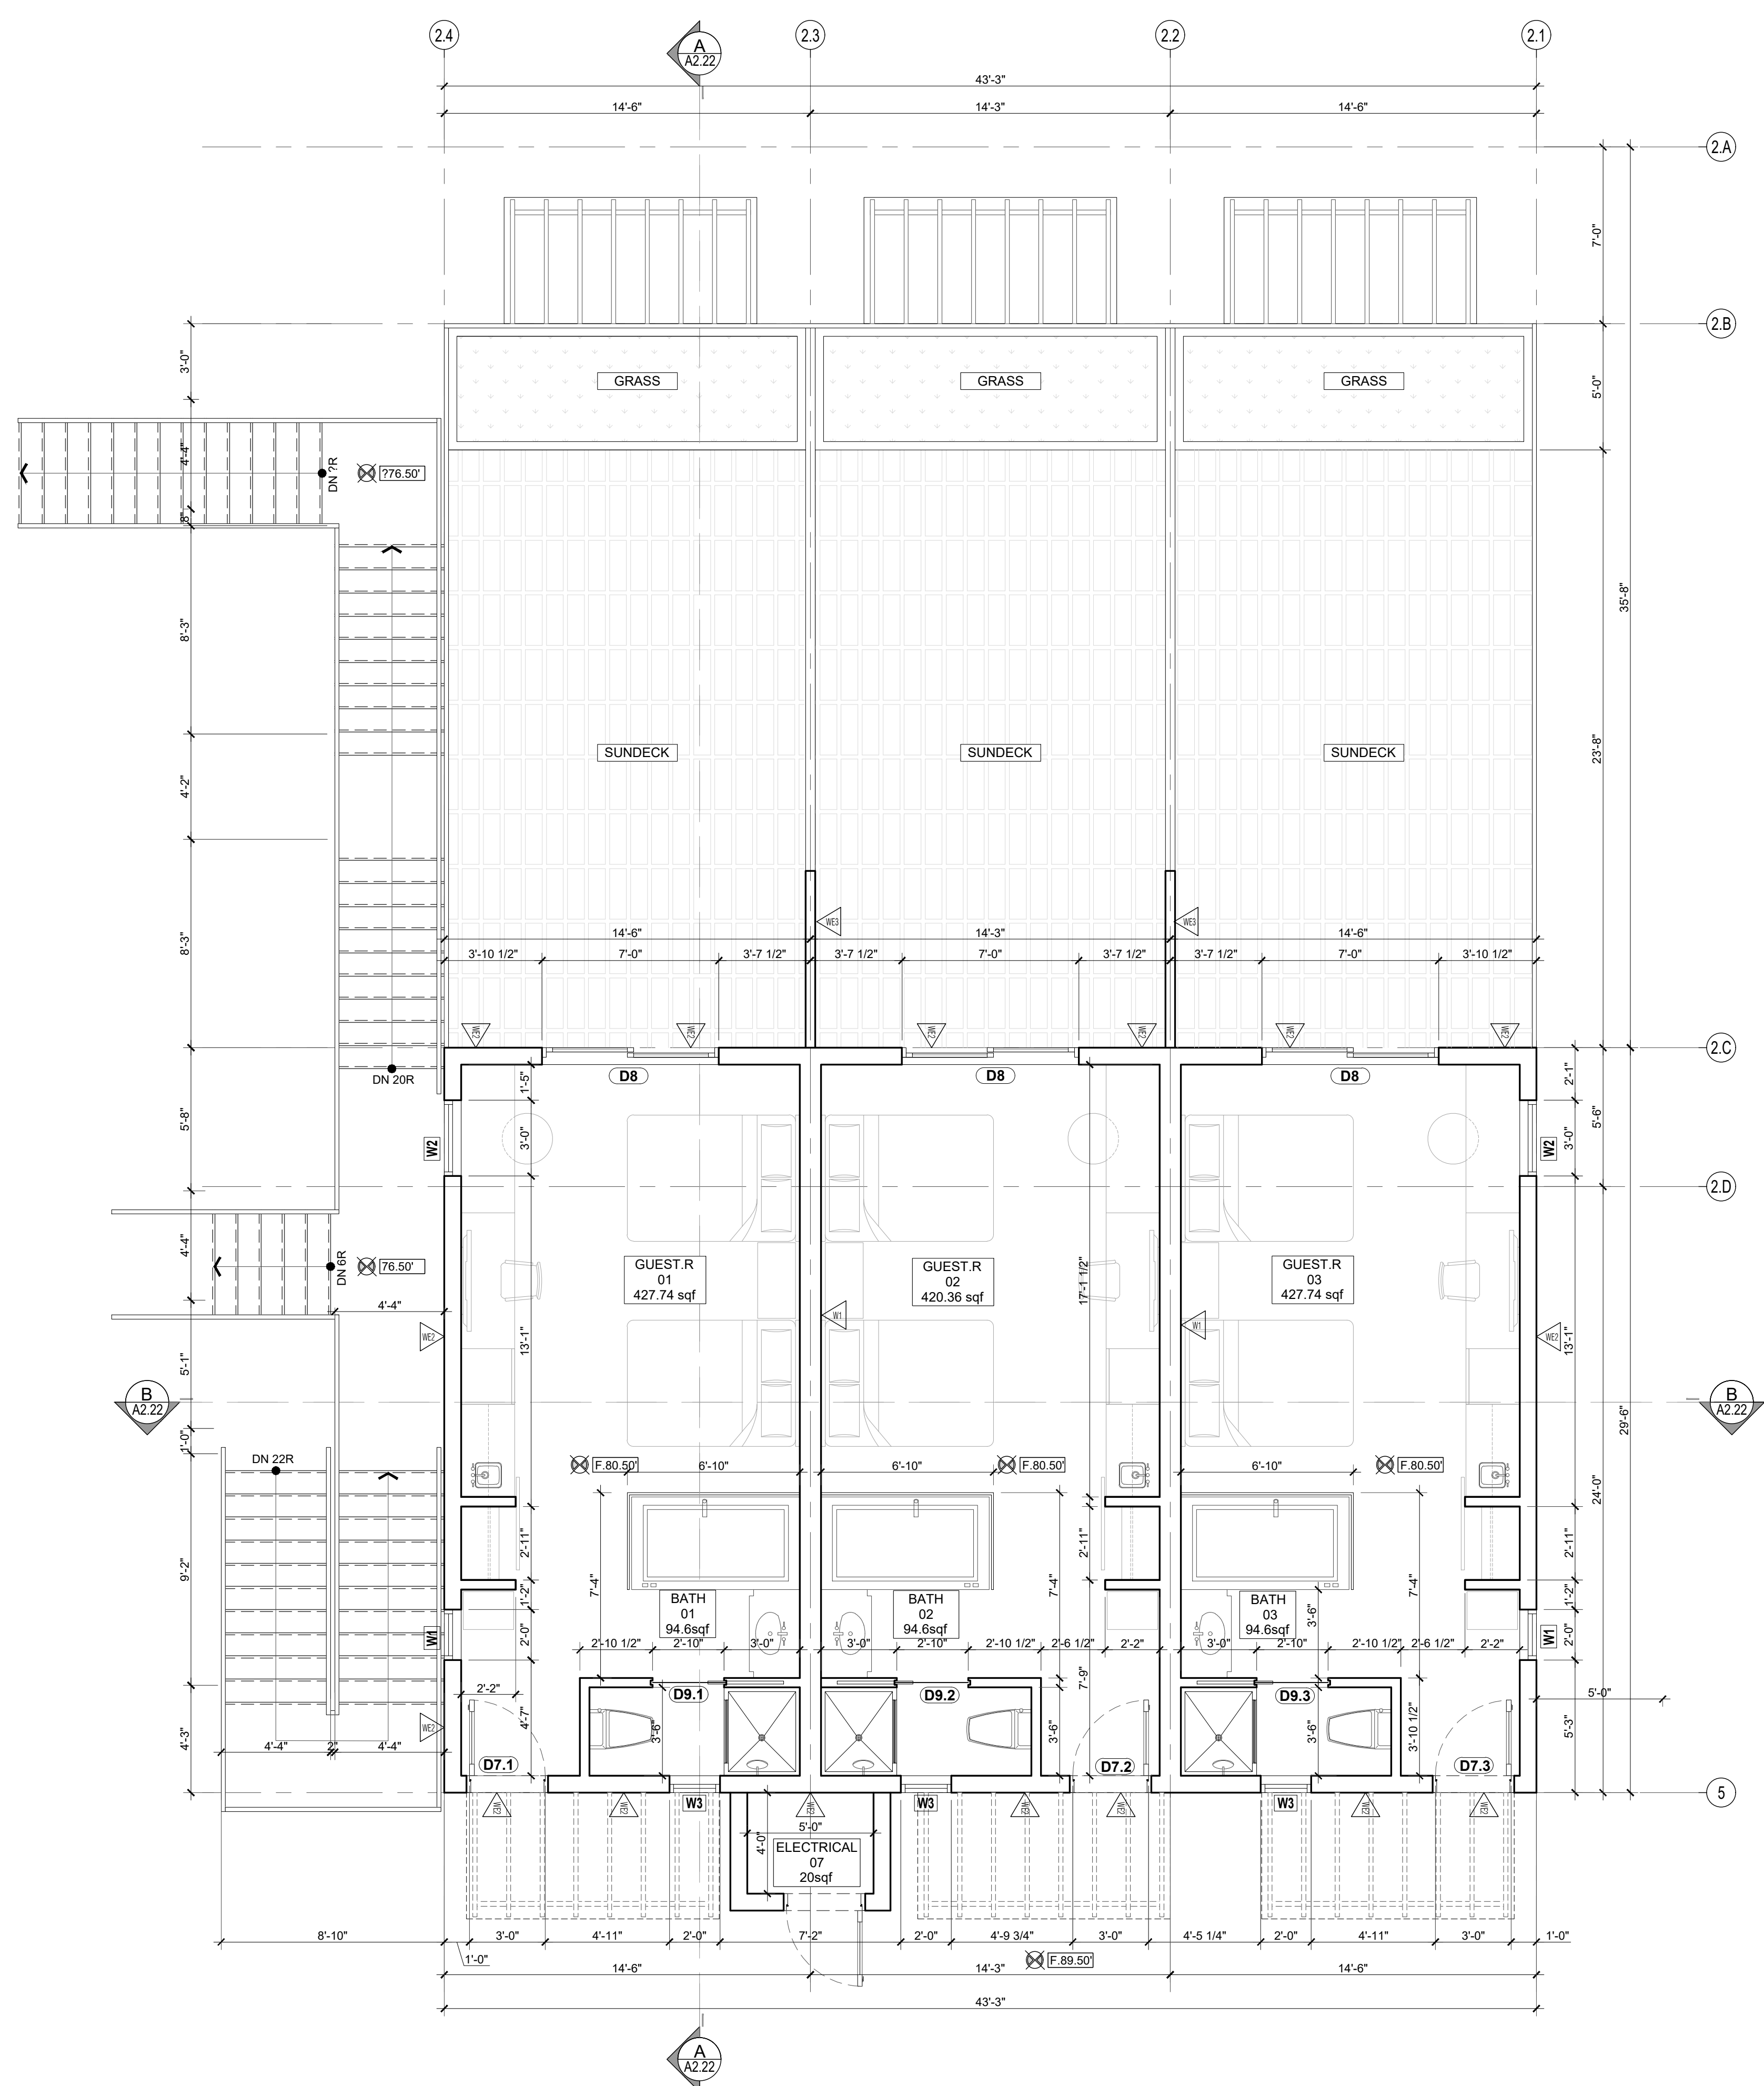 2.4
A
A2.22
2.3
2.2
2.1
43'-3"
14'-6"
14'-3"
14'-6"
2.A
7'-0"
2.B
3'-0"
GRASS
GRASS
GRASS
5'-0"
4'-4"
DN ?R
?76.50'
8"
35'-8"
8'-3"
SUNDECK
SUNDECK
SUNDECK
23'-8"
4'-2"
8'-3"
WE3
WE3
14'-6"
14'-3"
14'-6"
3'-10 1/2"
7'-0"
3'-7 1/2"
3'-7 1/2"
7'-0"
3'-7 1/2"
3'-7 1/2"
7'-0"
3'-10 1/2"
WE2
WE2
WE2
WE2
WE2
WE2
2.C
DN 20R
D8
D8
D8
1'-5"
2'-1"
5'-8"
W2
3'-0"
W2
3'-0"
5'-6"
2.D
4'-4"
DN 6R
76.50'
GUEST.R
01
427.74 sqf
GUEST.R
02
420.36 sqf
GUEST.R
03
427.74 sqf
17'-1 1/2"
4'-4"
WE2
13'-1"
W1
W1
WE2
13'-1"
5'-1"
B
A2.22
B
A2.22
29'-6"
1'-0"
DN 22R
F.80.50'
6'-10"
6'-10"
F.80.50'
6'-10"
F.80.50'
24'-0"
9'-2"
2'-11"
2'-11"
2'-11"
7'-4"
7'-4"
7'-4"
1'-2"
1'-2"
BATH
01
94.6sqf
BATH
02
94.6sqf
BATH
03
94.6sqf
3'-6"
W1
2'-0"
W1
2'-0"
2'-10 1/2"
2'-10"
3'-0"
3'-0"
2'-10"
2'-10 1/2"
2'-6 1/2"
2'-2"
3'-0"
2'-10"
2'-10 1/2"
2'-6 1/2"
2'-2"
2'-2"
D9.1
D9.2
D9.3
7'-9"
5'-0"
4'-3"
WE2
4'-7"
3'-6"
3'-6"
3'-6"
3'-10 1/2"
5'-3"
4'-4"
2"
4'-4"
D7.1
D7.2
D7.3
5
WE2
WE2
W3
WE2
W3
WE2
WE2
W3
WE2
WE2
5'-0"
4'-0"
ELECTRICAL
07
20sqf
8'-10"
3'-0"
4'-11"
2'-0"
7'-2"
2'-0"
4'-9 3/4"
3'-0"
4'-5 1/4"
2'-0"
4'-11"
3'-0"
1'-0"
1'-0"
F.89.50'
14'-6"
14'-3"
14'-6"
43'-3"
A
A2.22